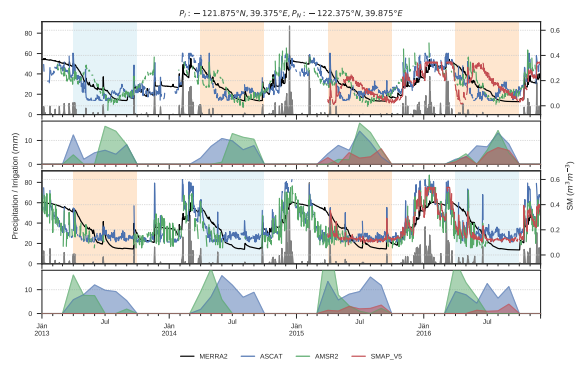 P_I : −121.875°N, 39.375°E, P_N : −122.375°N, 39.875°E
80
60
40
20
0
0.6
0.4
0.2
0.0
10
0
80
60
40
20
0
0.6
0.4
0.2
0.0
10
0
Precipitation / Irrigation (mm)
SM (m³m⁻³)
Jan
2013
Jul
Jan
2014
Jul
Jan
2015
Jul
Jan
2016
Jul
MERRA2 ASCAT AMSR2 SMAP_V5